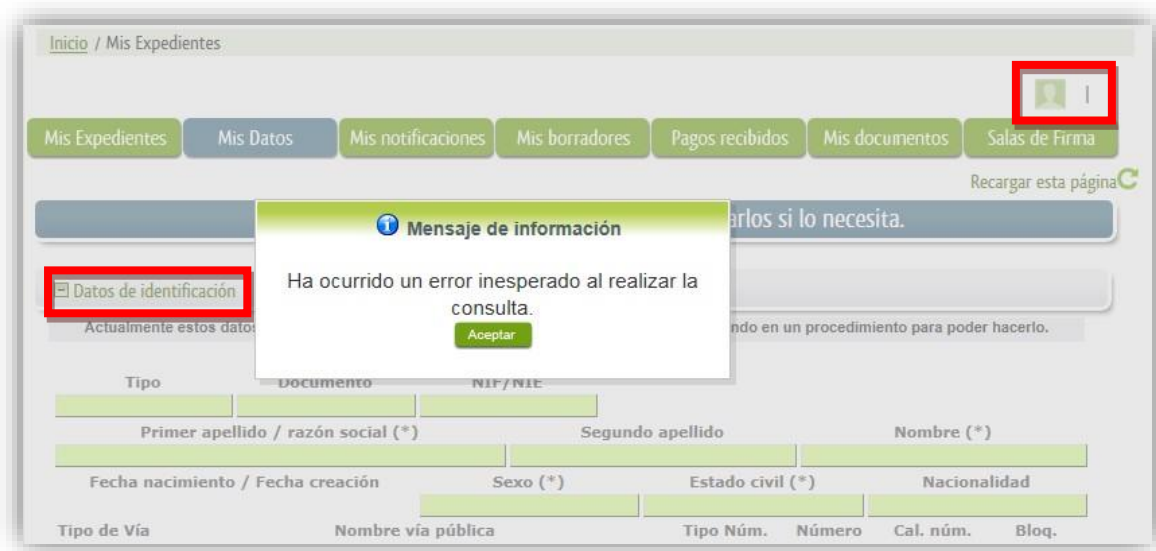 Inicio / Mis Expedientes
Mis Expedientes Mis Datos Mis notificaciones Mis borradores Pagos recibidos Mis documentos Salas de Firma
Recargar esta página
arlos si lo necesita.
Mensaje de información
Ha ocurrido un error inesperado al realizar la
consulta.
Aceptar
Datos de identificación
Actualmente estos datos ndo en un procedimiento para poder hacerlo.
Tipo Documento NIF/NIE
Primer apellido / razón social (*) Segundo apellido Nombre (*)
Fecha nacimiento / Fecha creación Sexo (*) Estado civil (*) Nacionalidad
Tipo de Vía Nombre vía pública Tipo Núm. Número Cal. núm. Bloq.